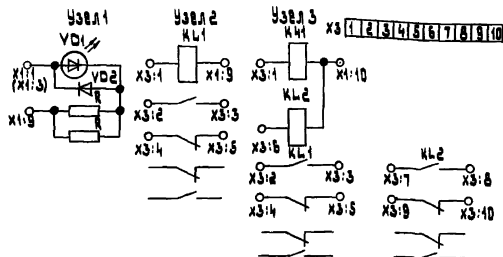 Узел 1
VD1
X1:1
(X1:3)
VD2
R
X1:9
R
Узел 2
KL1
X3:1
X1:9
X3:2
X3:3
X3:4
X3:5
Узел 3
KL1
X3:1
X1:10
KL2
X3:6
KL1
X3:2
X3:3
X3:4
X3:5
X3 1 2 3 4 5 6 7 8 9 10
KL2
X3:7
X3:8
X3:9
X3:10